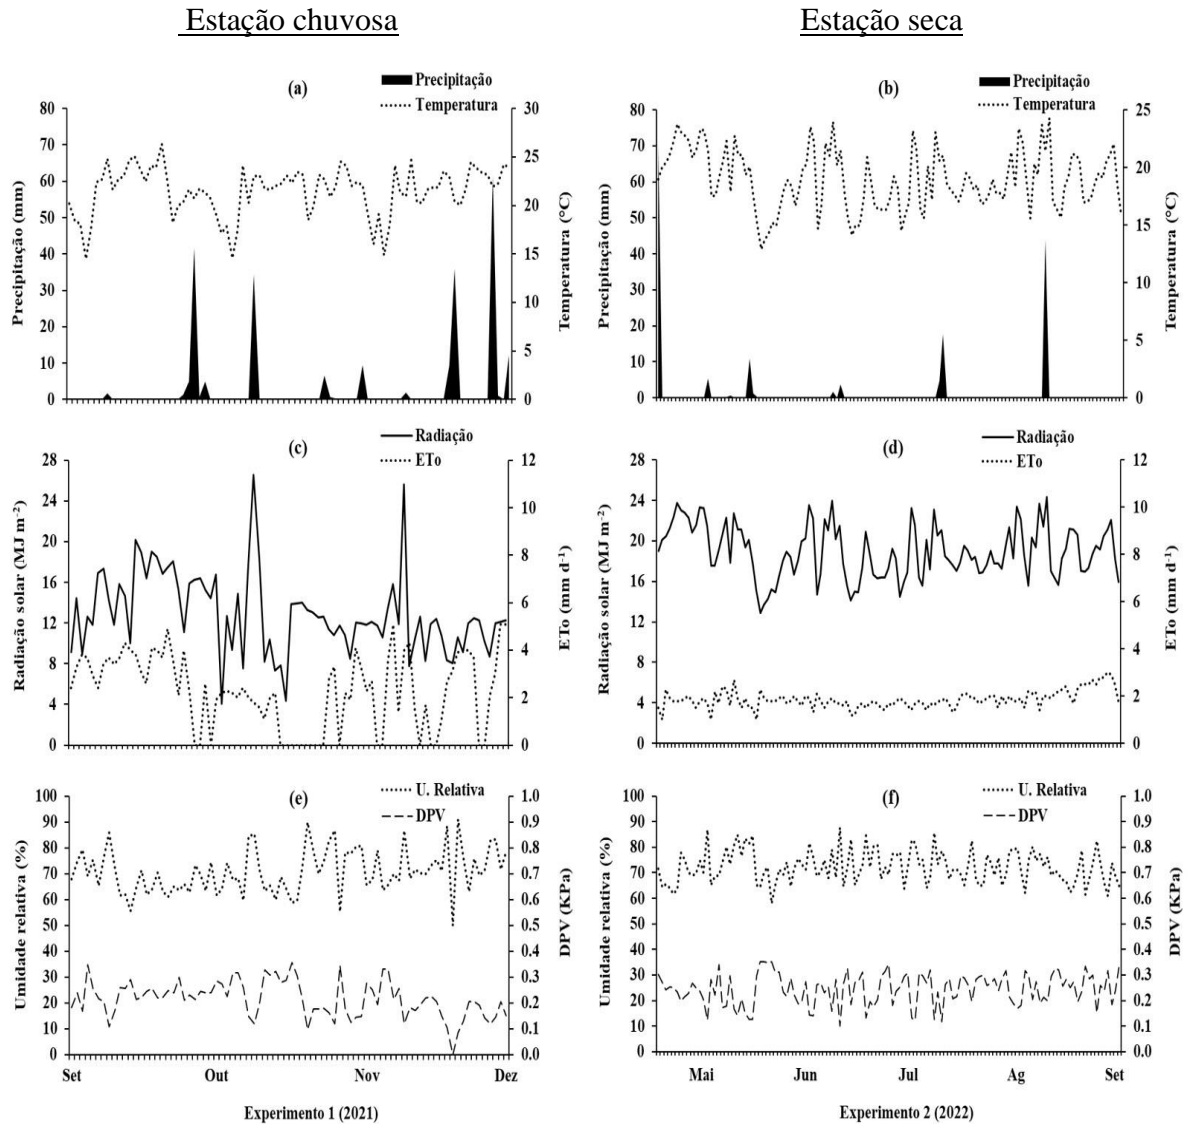 Estação chuvosa
Estação seca
(a)
Precipitação
Temperatura
80
70
60
50
40
30
20
10
0
Precipitação (mm)
30
25
20
15
10
5
0
Temperatura (°C)
(b)
Precipitação
Temperatura
80
70
60
50
40
30
20
10
0
Precipitação (mm)
25
20
15
10
5
0
Temperatura (°C)
(c)
Radiação
ETo
28
24
20
16
12
8
4
0
Radiação solar (MJ m⁻²)
12
10
8
6
4
2
0
ETo (mm d⁻¹)
(d)
Radiação
ETo
28
24
20
16
12
8
4
0
Radiação solar (MJ m⁻²)
12
10
8
6
4
2
0
ETo (mm d⁻¹)
(e)
U. Relativa
DPV
100
90
80
70
60
50
40
30
20
10
0
Umidade relativa (%)
1.0
0.9
0.8
0.7
0.6
0.5
0.4
0.3
0.2
0.1
0.0
DPV (KPa)
Set Out Nov Dez
Experimento 1 (2021)
(f)
U. Relativa
DPV
100
90
80
70
60
50
40
30
20
10
0
Umidade relativa (%)
1.0
0.9
0.8
0.7
0.6
0.5
0.4
0.3
0.2
0.1
0.0
DPV (KPa)
Mai Jun Jul Ag Set
Experimento 2 (2022)